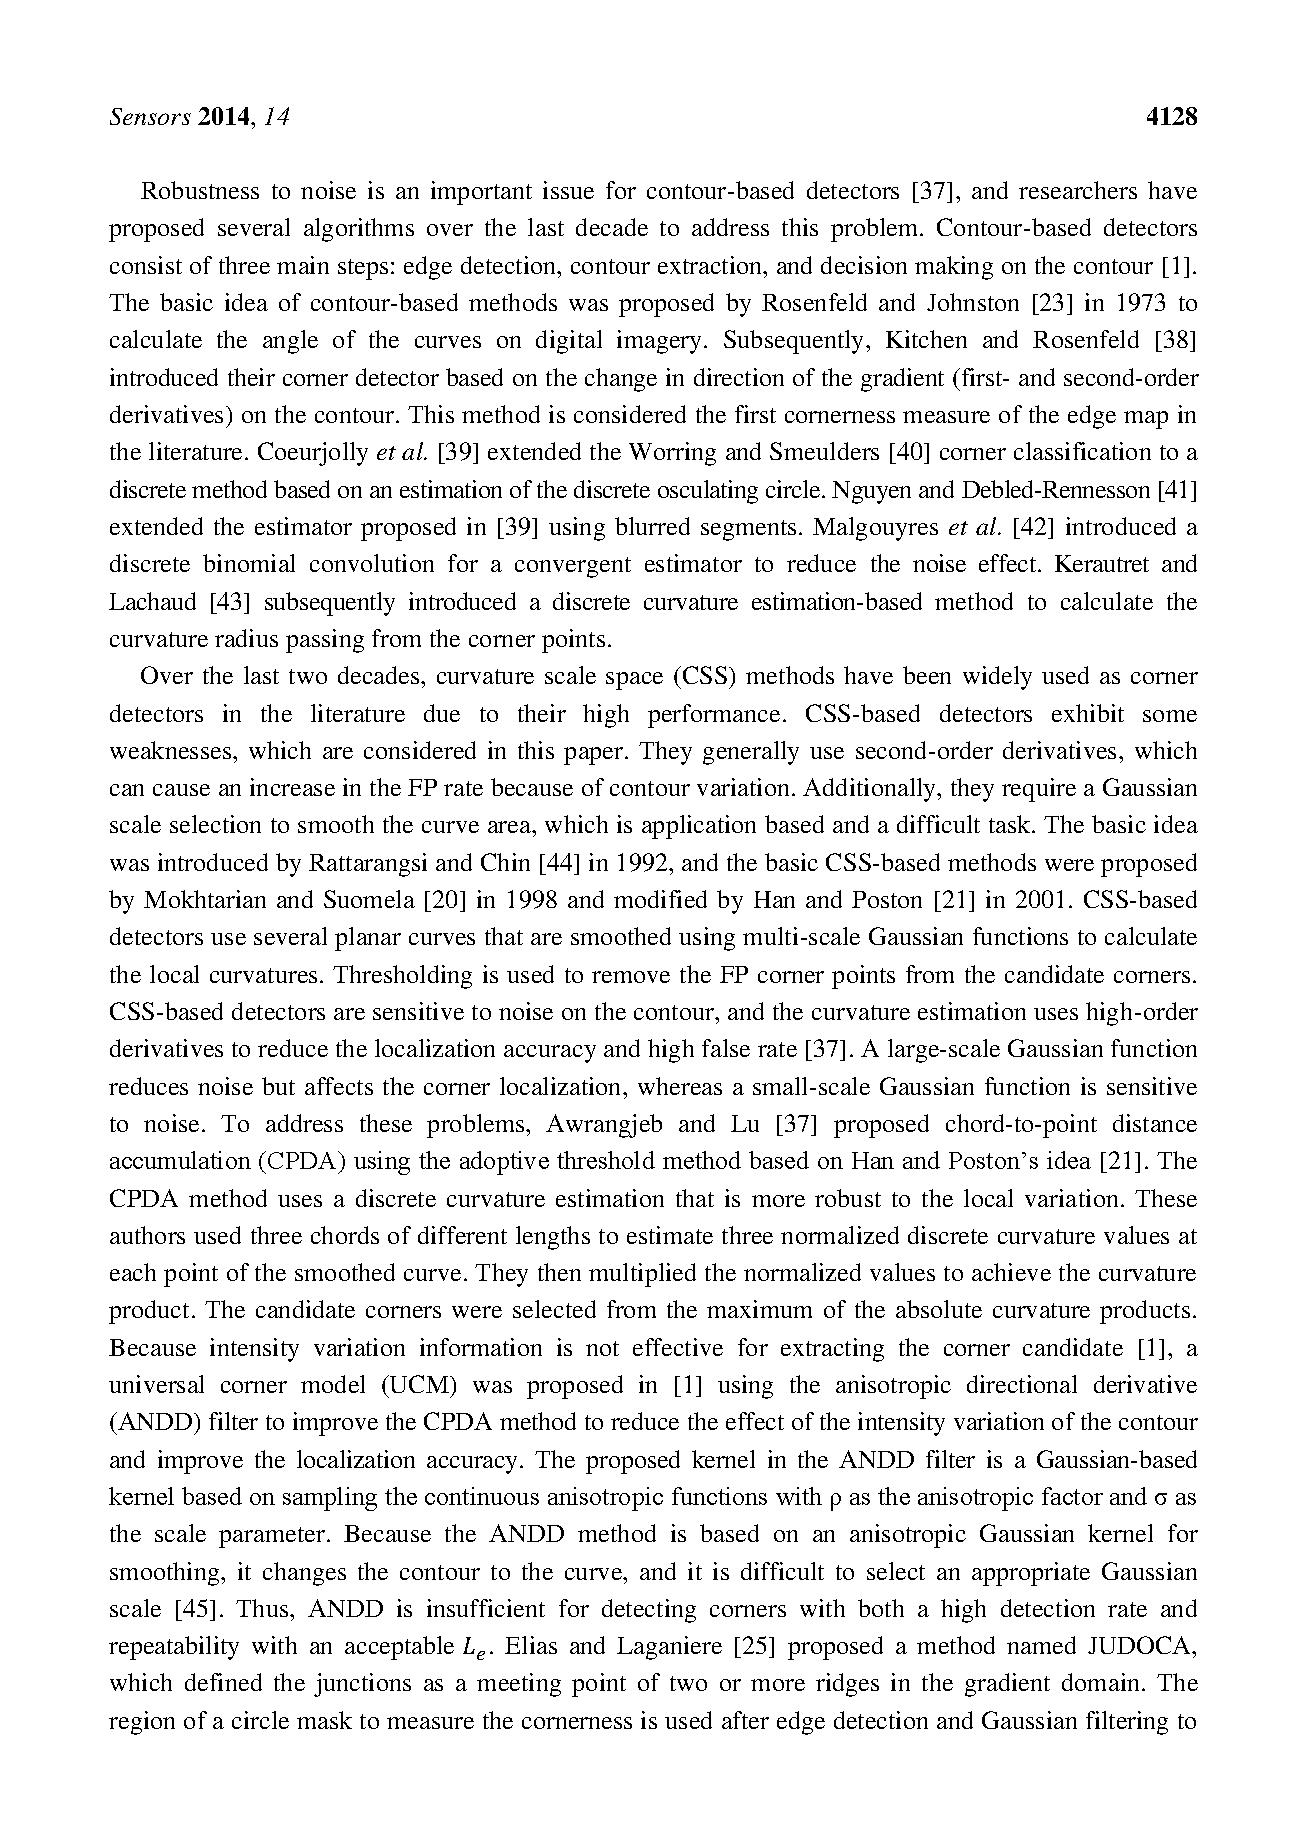 Sensors 2014, 14 4128
Robustness to noise is an important issue for contour-based detectors [37], and researchers have
proposed several algorithms over the last decade to address this problem. Contour-based detectors
consist of three main steps: edge detection, contour extraction, and decision making on the contour [1].
The basic idea of contour-based methods was proposed by Rosenfeld and Johnston [23] in 1973 to
calculate the angle of the curves on digital imagery. Subsequently, Kitchen and Rosenfeld [38]
introduced their corner detector based on the change in direction of the gradient (first- and second-order
derivatives) on the contour. This method is considered the first cornerness measure of the edge map in
the literature. Coeurjolly et al. [39] extended the Worring and Smeulders [40] corner classification to a
discrete method based on an estimation of the discrete osculating circle. Nguyen and Debled-Rennesson [41]
extended the estimator proposed in [39] using blurred segments. Malgouyres et al. [42] introduced a
discrete binomial convolution for a convergent estimator to reduce the noise effect. Kerautret and
Lachaud [43] subsequently introduced a discrete curvature estimation-based method to calculate the
curvature radius passing from the corner points.
Over the last two decades, curvature scale space (CSS) methods have been widely used as corner
detectors in the literature due to their high performance. CSS-based detectors exhibit some
weaknesses, which are considered in this paper. They generally use second-order derivatives, which
can cause an increase in the FP rate because of contour variation. Additionally, they require a Gaussian
scale selection to smooth the curve area, which is application based and a difficult task. The basic idea
was introduced by Rattarangsi and Chin [44] in 1992, and the basic CSS-based methods were proposed
by Mokhtarian and Suomela [20] in 1998 and modified by Han and Poston [21] in 2001. CSS-based
detectors use several planar curves that are smoothed using multi-scale Gaussian functions to calculate
the local curvatures. Thresholding is used to remove the FP corner points from the candidate corners.
CSS-based detectors are sensitive to noise on the contour, and the curvature estimation uses high-order
derivatives to reduce the localization accuracy and high false rate [37]. A large-scale Gaussian function
reduces noise but affects the corner localization, whereas a small-scale Gaussian function is sensitive
to noise. To address these problems, Awrangjeb and Lu [37] proposed chord-to-point distance
accumulation (CPDA) using the adoptive threshold method based on Han and Poston’s idea [21]. The
CPDA method uses a discrete curvature estimation that is more robust to the local variation. These
authors used three chords of different lengths to estimate three normalized discrete curvature values at
each point of the smoothed curve. They then multiplied the normalized values to achieve the curvature
product. The candidate corners were selected from the maximum of the absolute curvature products.
Because intensity variation information is not effective for extracting the corner candidate [1], a
universal corner model (UCM) was proposed in [1] using the anisotropic directional derivative
(ANDD) filter to improve the CPDA method to reduce the effect of the intensity variation of the contour
and improve the localization accuracy. The proposed kernel in the ANDD filter is a Gaussian-based
kernel based on sampling the continuous anisotropic functions with ρ as the anisotropic factor and σ as
the scale parameter. Because the ANDD method is based on an anisotropic Gaussian kernel for
smoothing, it changes the contour to the curve, and it is difficult to select an appropriate Gaussian
scale [45]. Thus, ANDD is insufficient for detecting corners with both a high detection rate and
repeatability with an acceptable Lₑ. Elias and Laganiere [25] proposed a method named JUDOCA,
which defined the junctions as a meeting point of two or more ridges in the gradient domain. The
region of a circle mask to measure the cornerness is used after edge detection and Gaussian filtering to